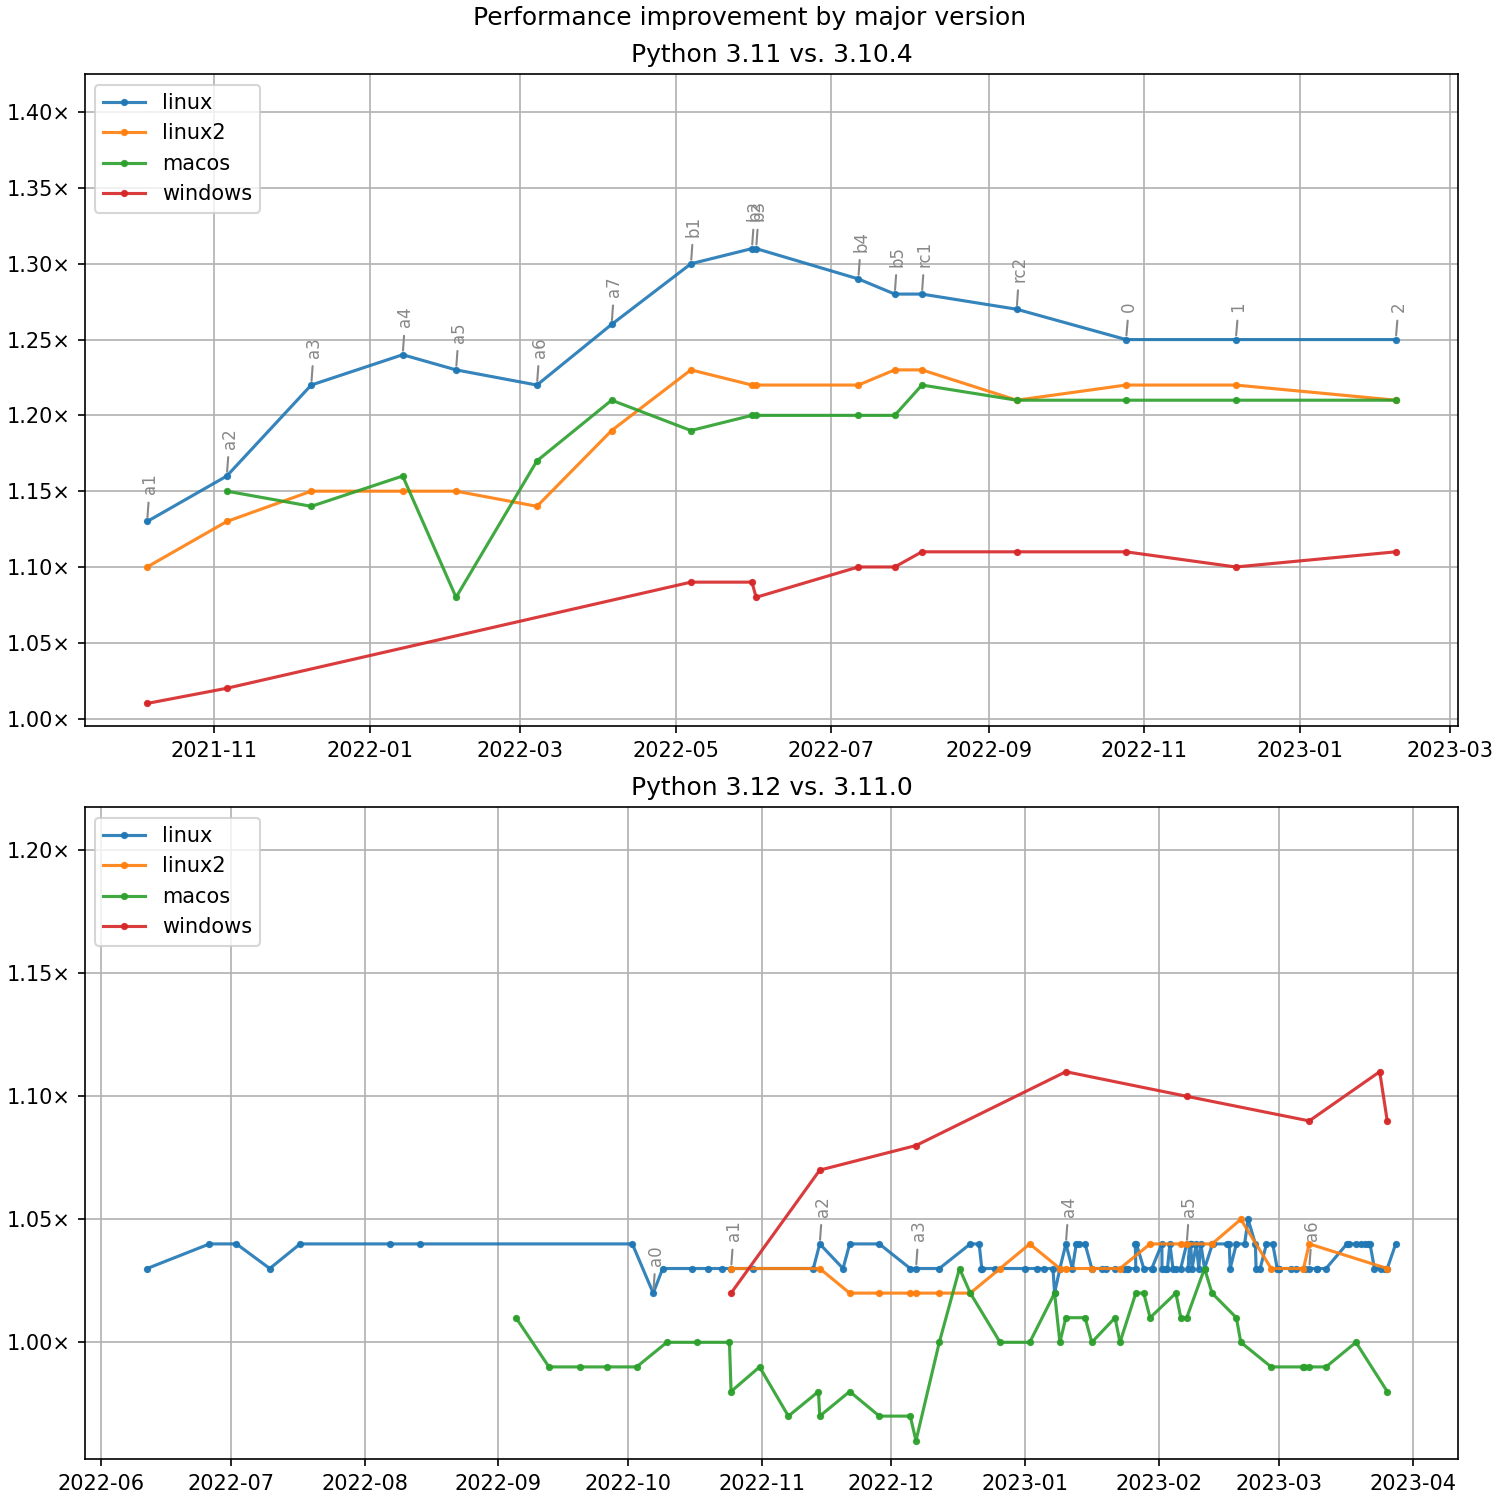 Performance improvement by major version
Python 3.11 vs. 3.10.4
linux
linux2
macos
windows
1.40×
1.35×
1.30×
1.25×
1.20×
1.15×
1.10×
1.05×
1.00×
a1
a2
a3
a4
a5
a6
a7
b1
b4
b5
rc1
rc2
0
1
2
2021-11 2022-01 2022-03 2022-05 2022-07 2022-09 2022-11 2023-01 2023-03
Python 3.12 vs. 3.11.0
linux
linux2
macos
windows
1.20×
1.15×
1.10×
1.05×
1.00×
a0
a1
a2
a3
a4
a5
a6
2022-06 2022-07 2022-08 2022-09 2022-10 2022-11 2022-12 2023-01 2023-02 2023-03 2023-04